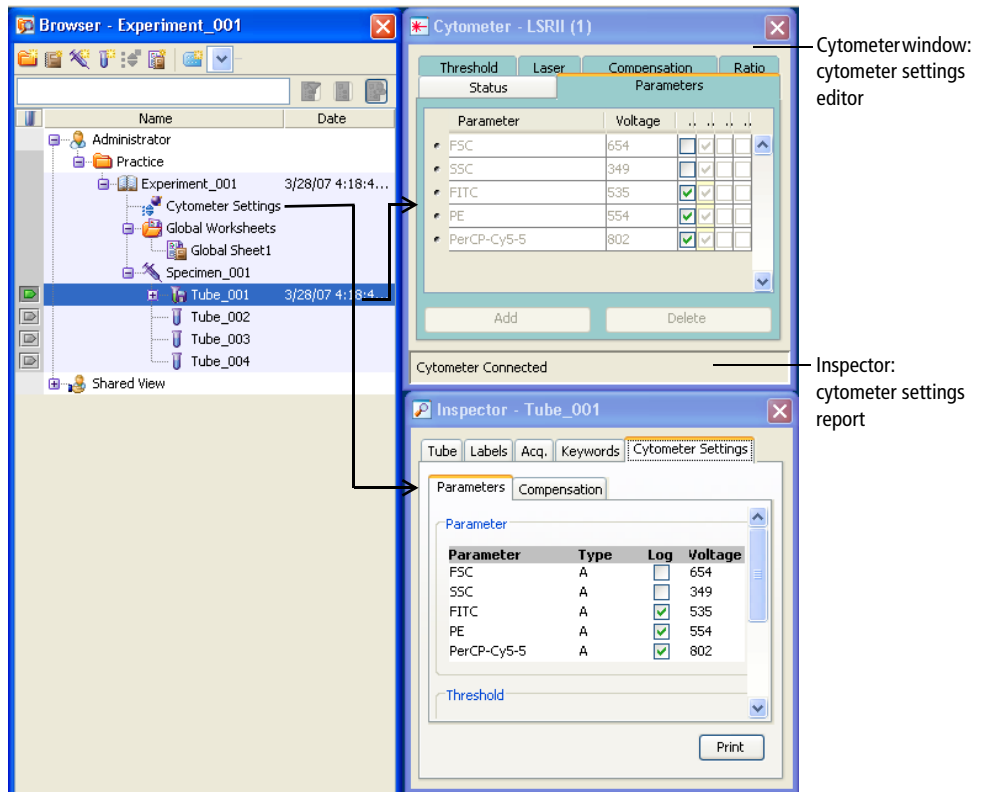 Browser - Experiment_001
Name Date
Administrator
Practice
Experiment_001 3/28/07 4:18:4...
Cytometer Settings
Global Worksheets
Global Sheet1
Specimen_001
Tube_001 3/28/07 4:18:4...
Tube_002
Tube_003
Tube_004
Shared View
Cytometer - LSRII (1)
Threshold Laser Compensation Ratio
Status Parameters
Parameter Voltage .. .. .. ..
FSC 654
SSC 349
FITC 535
PE 554
PerCP-Cy5-5 802
Add Delete
Cytometer Connected
Inspector - Tube_001
Tube Labels Acq. Keywords Cytometer Settings
Parameters Compensation
Parameter
Parameter Type Log Voltage
FSC A 654
SSC A 349
FITC A 535
PE A 554
PerCP-Cy5-5 A 802
Threshold
Print
Cytometer window:
cytometer settings
editor
Inspector:
cytometer settings
report